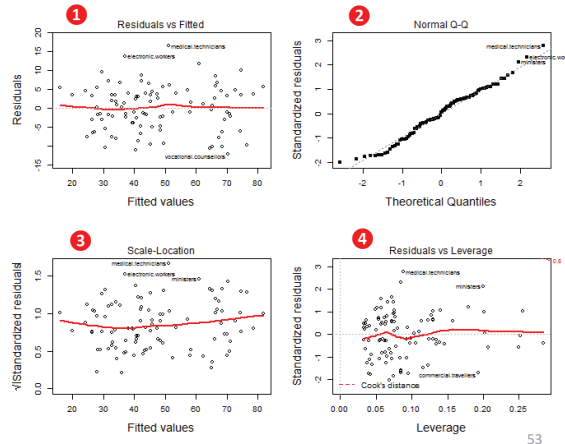 1
Residuals vs Fitted
Residuals
20
15
10
5
0
-5
-15
medical.technicians
electronic.workers
vocational.counsellors
20 30 40 50 60 70 80
Fitted values
2
Normal Q-Q
Standardized residuals
3
2
1
0
-1
-2
medical.technicians
electronic.wo
ministers
-2 -1 0 1 2
Theoretical Quantiles
3
Scale-Location
√|Standardized residuals
1.5
1.0
0.5
0.0
medical.technicians
electronic.workers
ministers
20 30 40 50 60 70 80
Fitted values
4
Residuals vs Leverage
Standardized residuals
3
2
1
0
-1
-2
0.5
medical.technicians
ministers
commercial.travellers
Cook's distance
0.00 0.05 0.10 0.15 0.20 0.25
Leverage
53